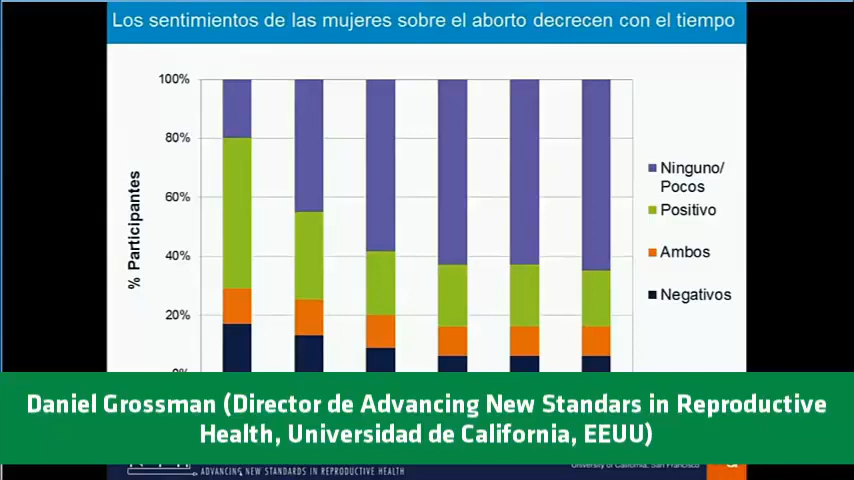 Los sentimientos de las mujeres sobre el aborto decrecen con el tiempo
100%
80%
60%
40%
20%
% Participantes
Ninguno/
Pocos
Positivo
Ambos
Negativos
Daniel Grossman (Director de Advancing New Standars in Reproductive
Health, Universidad de California, EEUU)
ADVANCING NEW STANDARDS IN REPRODUCTIVE HEALTH
University of California, San Francisco